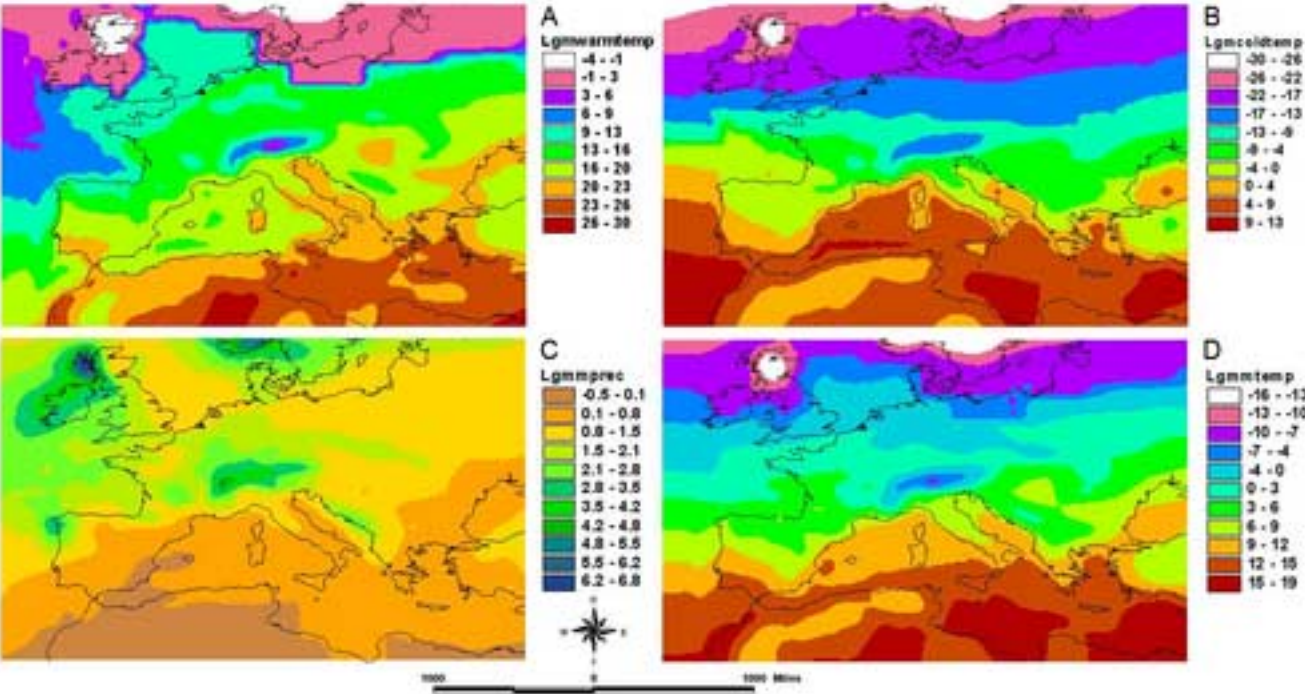 A
Lgmwarmtemp
-4 - -1
-1 - 3
3 - 6
6 - 9
9 - 13
13 - 16
16 - 20
20 - 23
23 - 26
26 - 30
B
Lgmcoldtemp
-30 - -26
-26 - -22
-22 - -17
-17 - -13
-13 - -9
-9 - -4
-4 - 0
0 - 4
4 - 9
9 - 13
C
Lgmmprec
-0.5 - 0.1
0.1 - 0.8
0.8 - 1.5
1.5 - 2.1
2.1 - 2.8
2.8 - 3.5
3.5 - 4.2
4.2 - 4.8
4.8 - 5.5
5.5 - 6.2
6.2 - 6.8
D
Lgmmtemp
-16 - -13
-13 - -10
-10 - -7
-7 - -4
-4 - 0
0 - 3
3 - 6
6 - 9
9 - 12
12 - 15
15 - 19
1000 0 1000 Miles